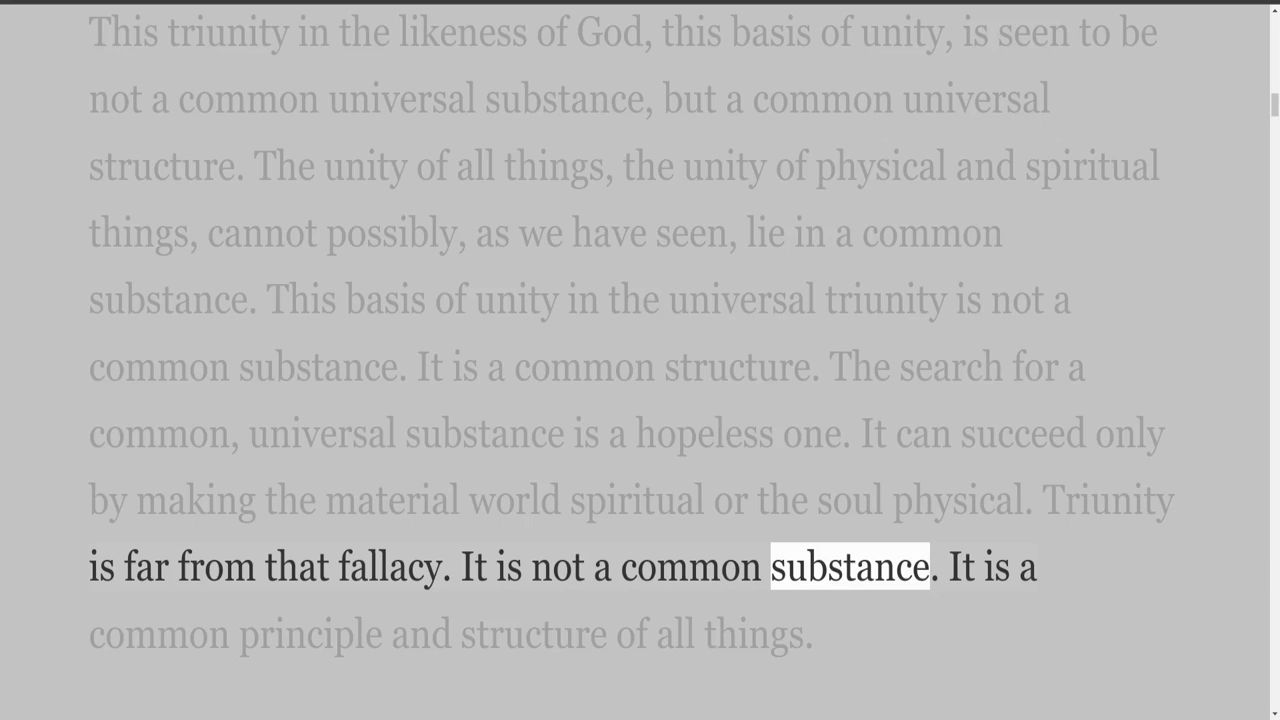 This triunity in the likeness of God, this basis of unity, is seen to be
not a common universal substance, but a common universal
structure. The unity of all things, the unity of physical and spiritual
things, cannot possibly, as we have seen, lie in a common
substance. This basis of unity in the universal triunity is not a
common substance. It is a common structure. The search for a
common, universal substance is a hopeless one. It can succeed only
by making the material world spiritual or the soul physical. Triunity
is far from that fallacy. It is not a common substance. It is a
common principle and structure of all things.